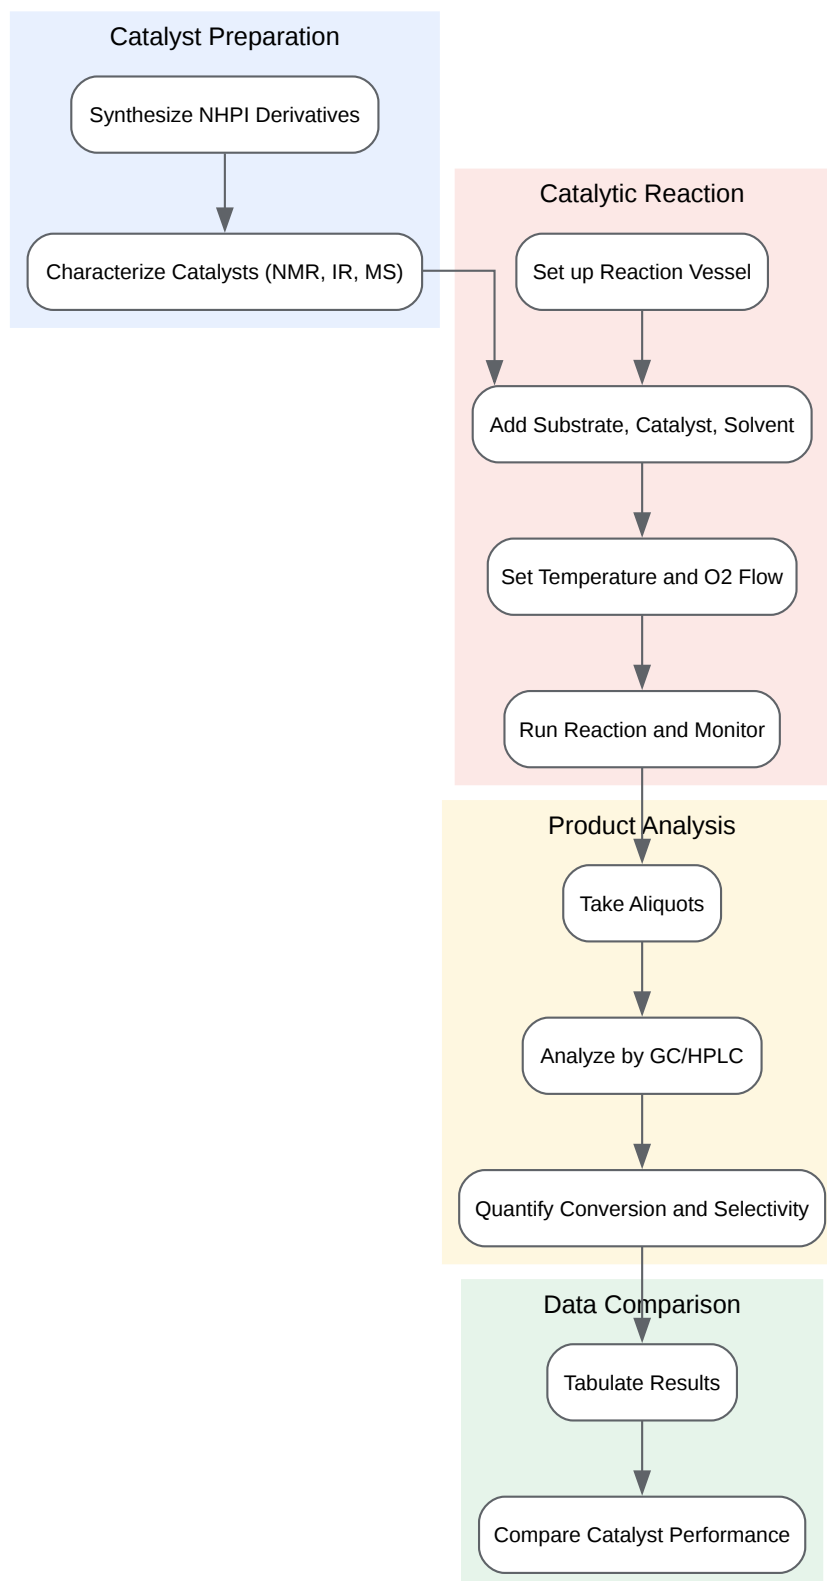 Catalyst Preparation
Synthesize NHPI Derivatives
Characterize Catalysts (NMR, IR, MS)
Catalytic Reaction
Set up Reaction Vessel
Add Substrate, Catalyst, Solvent
Set Temperature and O2 Flow
Run Reaction and Monitor
Product Analysis
Take Aliquots
Analyze by GC/HPLC
Quantify Conversion and Selectivity
Data Comparison
Tabulate Results
Compare Catalyst Performance